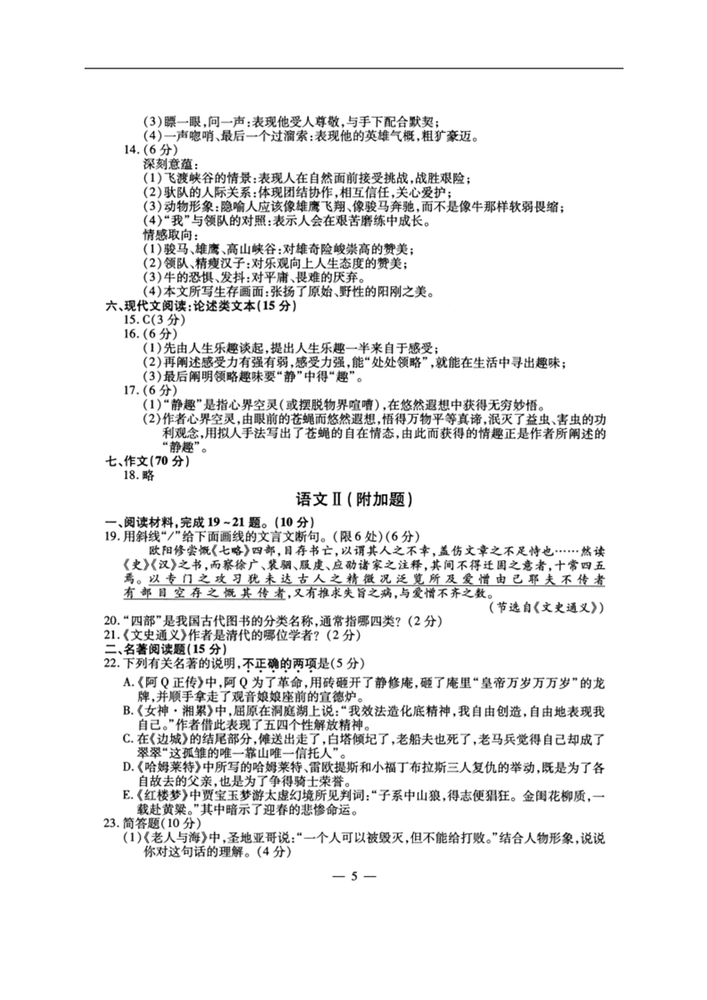 (3)瞟一眼,问一声:表现他受人尊敬,与手下配合默契;
(4)一声唿哨、最后一个过溜索:表现他的英雄气概,粗犷豪迈。
14.(6分)
深刻意蕴:
(1)飞渡峡谷的情景:表现人在自然面前接受挑战,战胜艰险;
(2)驮队的人际关系:体现团结协作,相互信任,关心爱护;
(3)动物形象:隐喻人应该像雄鹰飞翔、像骏马奔驰,而不是像牛那样软弱畏缩;
(4)“我”与领队的对照:表示人会在艰苦磨练中成长。
情感取向:
(1)骏马、雄鹰、高山峡谷:对雄奇险峻崇高的赞美;
(2)领队、精瘦汉子:对乐观向上人生态度的赞美;
(3)牛的恐惧、发抖:对平庸、畏难的厌弃。
(4)本文所写生存画面:张扬了原始、野性的阳刚之美。
六、现代文阅读:论述类文本(15分)
15.C(3分)
16.(6分)
(1)先由人生乐趣谈起,提出人生乐趣一半来自于感受;
(2)再阐述感受力有强有弱,感受力强,能“处处领略”,就能在生活中寻出趣味;
(3)最后阐明领略趣味要“静”中得“趣”。
17.(6分)
(1)“静趣”是指心界空灵(或摆脱物界喧嘈),在悠然遐想中获得无穷妙悟。
(2)作者心界空灵,由眼前的苍蝇而悠然遐想,悟得万物平等真谛,泯灭了益虫、害虫的功
利观念,用拟人手法写出了苍蝇的自在情态,由此而获得的情趣正是作者所阐述的
“静趣”。
七、作文(70分)
18.略
语文Ⅱ(附加题)
一、阅读材料,完成19~21题。(10分)
19.用斜线“/”给下面画线的文言文断句。(限6处)(6分)
欧阳修尝慨《七略》四部,目存书亡,以谓其人之不幸,盖伤文章之不足恃也……然读
《史》《汉》之书,而察徐广、裴骃、服虔、应劭诸家之注释,其间不得迁固之意者,十常四五
焉。以专门之攻习犹未达古人之精微况泛览所及爱憎由己耶夫不传者
有部目空存之慨其传者,又有推求失旨之病,与爱憎不齐之数。
(节选自《文史通义》)
20.“四部”是我国古代图书的分类名称,通常指哪四类?(2分)
21.《文史通义》作者是清代的哪位学者?(2分)
二、名著阅读题(15分)
22.下列有关名著的说明,不正确的两项是(5分)
A.《阿Q正传》中,阿Q为了革命,用砖砸开了静修庵,砸了庵里“皇帝万岁万万岁”的龙
牌,并顺手拿走了观音娘娘座前的宣德炉。
B.《女神·湘累》中,屈原在洞庭湖上说:“我效法造化底精神,我自由创造,自由地表现我
自己。”作者借此表现了五四个性解放精神。
C.在《边城》的结尾部分,傩送出走了,白塔倾圮了,老船夫也死了,老马兵觉得自己却成了
翠翠“这孤雏的唯一靠山唯一信托人”。
D.《哈姆莱特》中所写的哈姆莱特、雷欧提斯和小福丁布拉斯三人复仇的举动,既是为了各
自故去的父亲,也是为了争得骑士荣誉。
E.《红楼梦》中贾宝玉梦游太虚幻境所见判词:“子系中山狼,得志便猖狂。金闺花柳质,一
载赴黄粱。”其中暗示了迎春的悲惨命运。
23.简答题(10分)
(1)《老人与海》中,圣地亚哥说:“一个人可以被毁灭,但不能给打败。”结合人物形象,说说
你对这句话的理解。(4分)
— 5 —